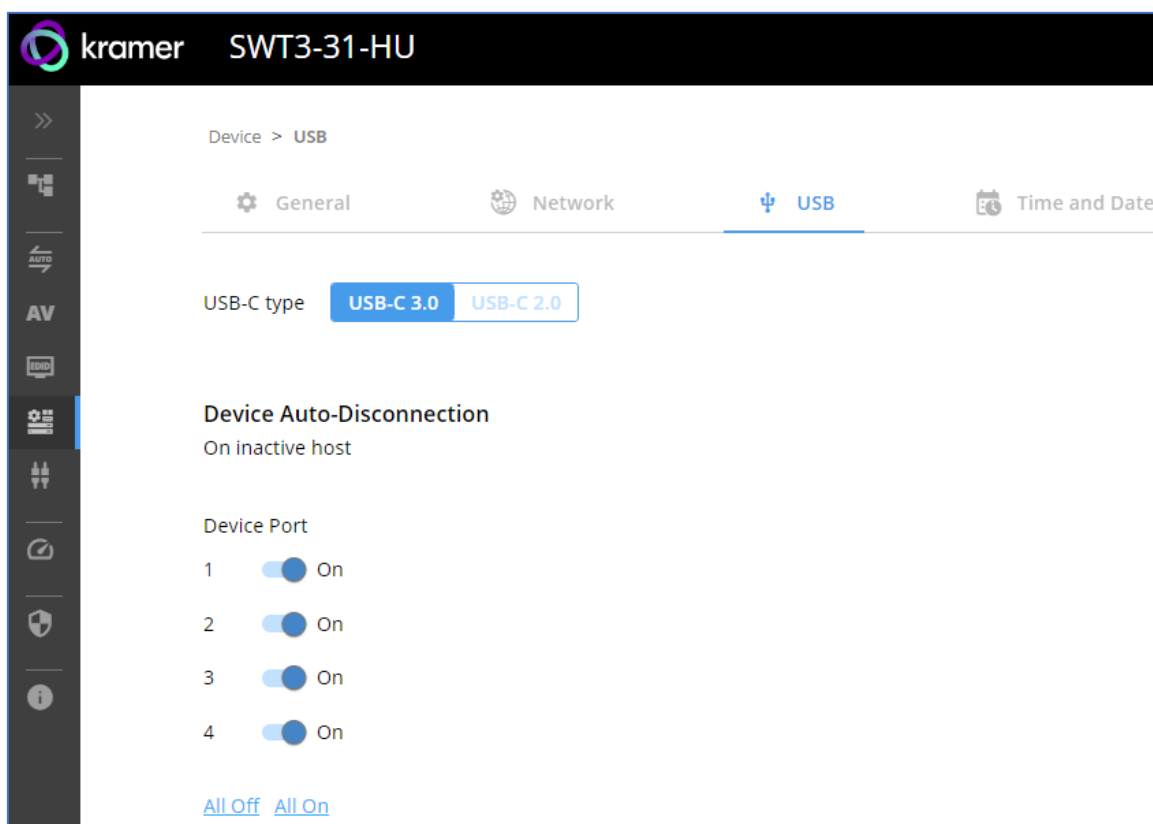 kramer SWT3-31-HU
Device > USB
General Network USB Time and Date
AUTO
USB-C type USB-C 3.0 USB-C 2.0
AV
EDID
Device Auto-Disconnection
On inactive host
Device Port
1 On
2 On
3 On
4 On
All Off All On